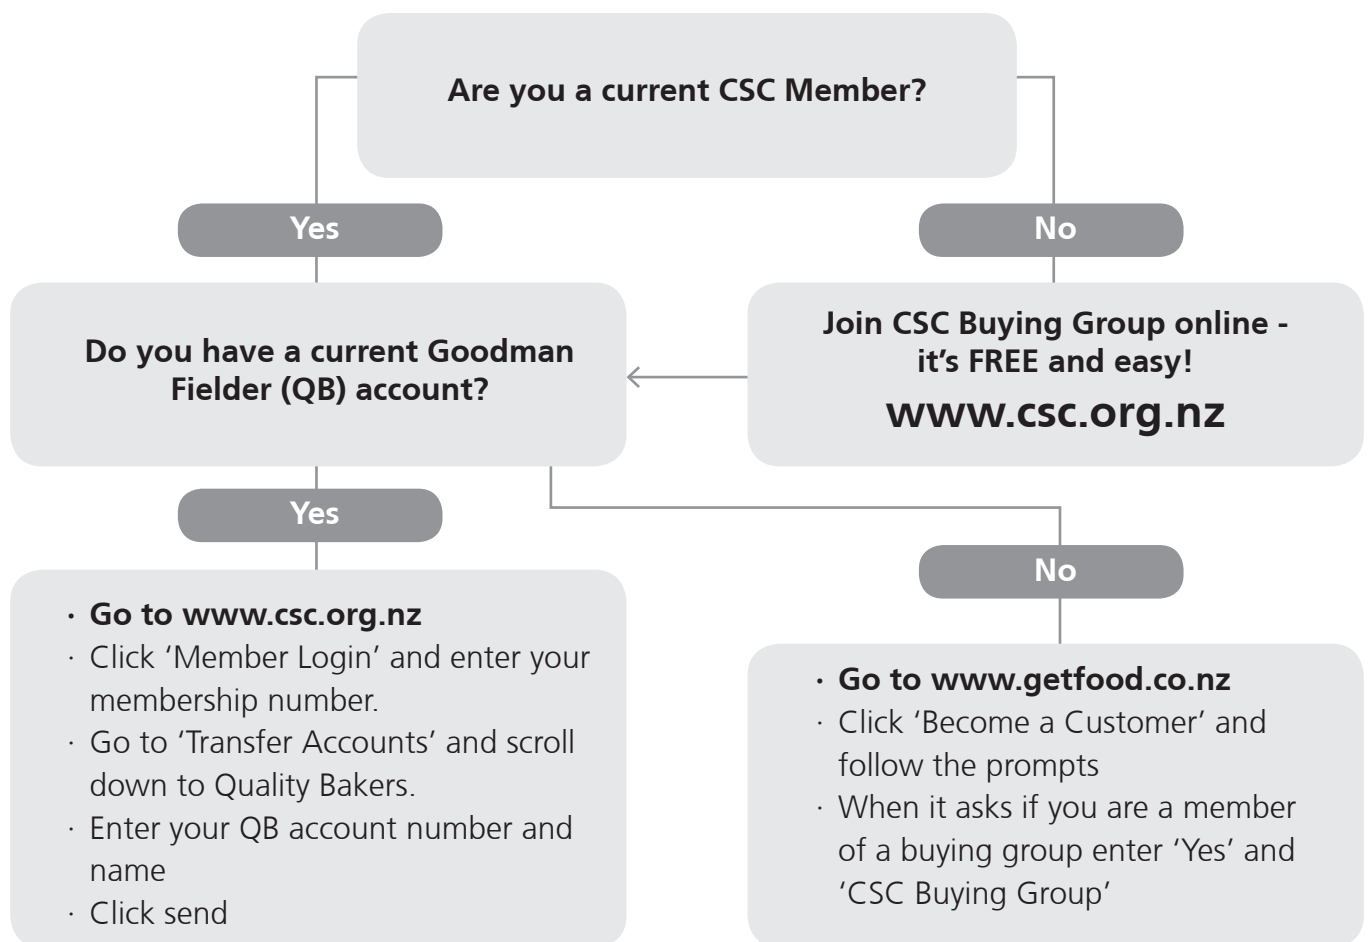 Are you a current CSC Member?
Yes
No
Do you have a current Goodman
Fielder (QB) account?
Join CSC Buying Group online -
it’s FREE and easy!
www.csc.org.nz
Yes
No
· Go to www.csc.org.nz
· Click ‘Member Login’ and enter your
membership number.
· Go to ‘Transfer Accounts’ and scroll
down to Quality Bakers.
· Enter your QB account number and
name
· Click send
· Go to www.getfood.co.nz
· Click ‘Become a Customer’ and
follow the prompts
· When it asks if you are a member
of a buying group enter ‘Yes’ and
‘CSC Buying Group’